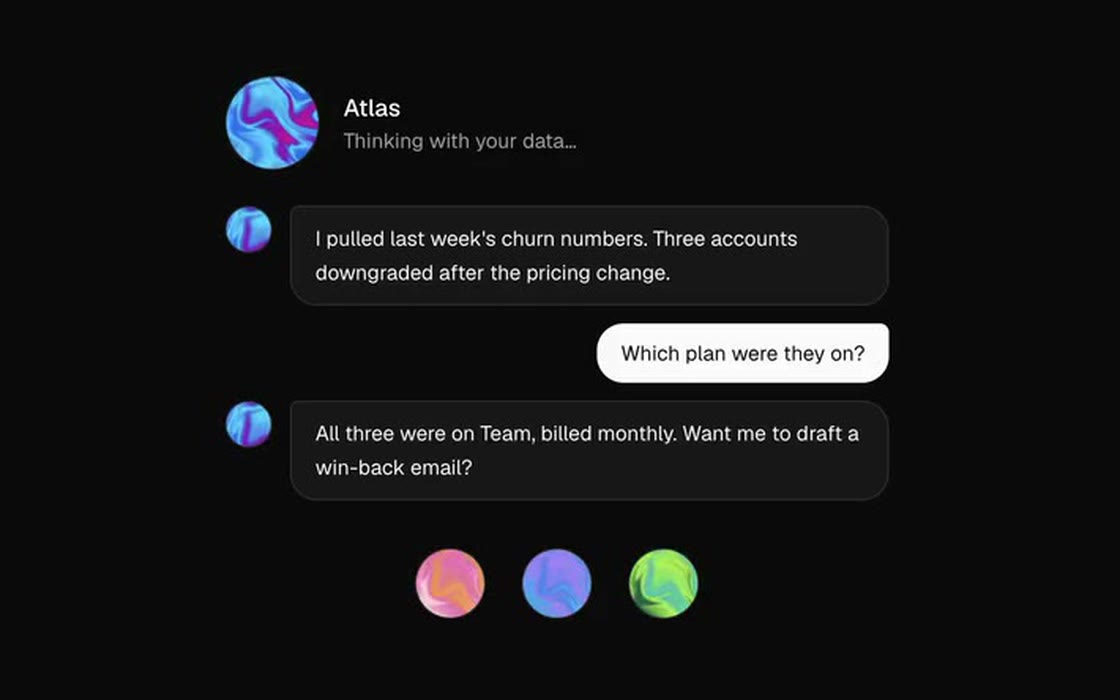 Atlas
Thinking with your data...
I pulled last week's churn numbers. Three accounts
downgraded after the pricing change.
Which plan were they on?
All three were on Team, billed monthly. Want me to draft a
win-back email?